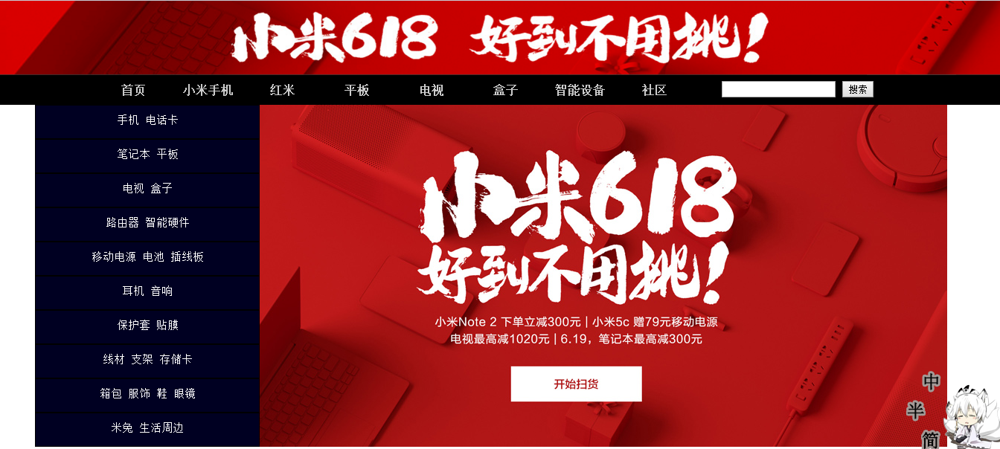 小米618 好到不用挑!
首页 小米手机 红米 平板 电视 盒子 智能设备 社区 搜索
手机 电话卡
笔记本 平板
电视 盒子
路由器 智能硬件
移动电源 电池 插线板
耳机 音响
保护套 贴膜
线材 支架 存储卡
箱包 服饰 鞋 眼镜
米兔 生活周边
小米618
好到不用挑!
小米Note 2 下单立减300元 | 小米5c 赠79元移动电源
电视最高减1020元 | 6.19，笔记本最高减300元
开始扫货
中
半
简